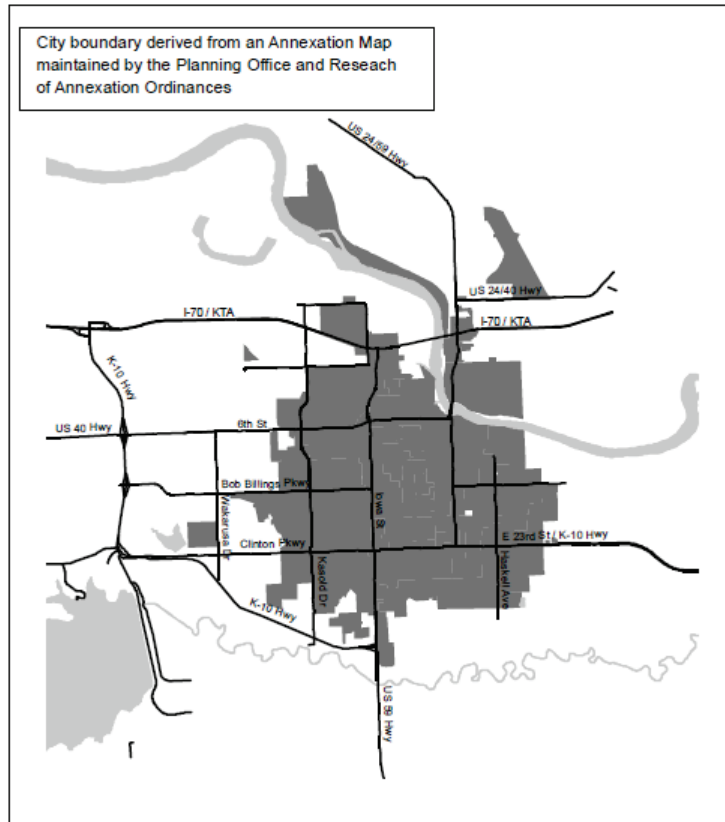 City boundary derived from an Annexation Map
maintained by the Planning Office and Reseach
of Annexation Ordinances
US 24/59 Hwy
US 24/40 Hwy
I-70 / KTA
I-70 / KTA
K-10 Hwy
US 40 Hwy
6th St
Bob Billings Pkwy
Iowa St
Wakarusa Dr
Clinton Pkwy
E 23rd St / K-10 Hwy
Kasold Dr
Haskell Ave
K-10 Hwy
US 59 Hwy